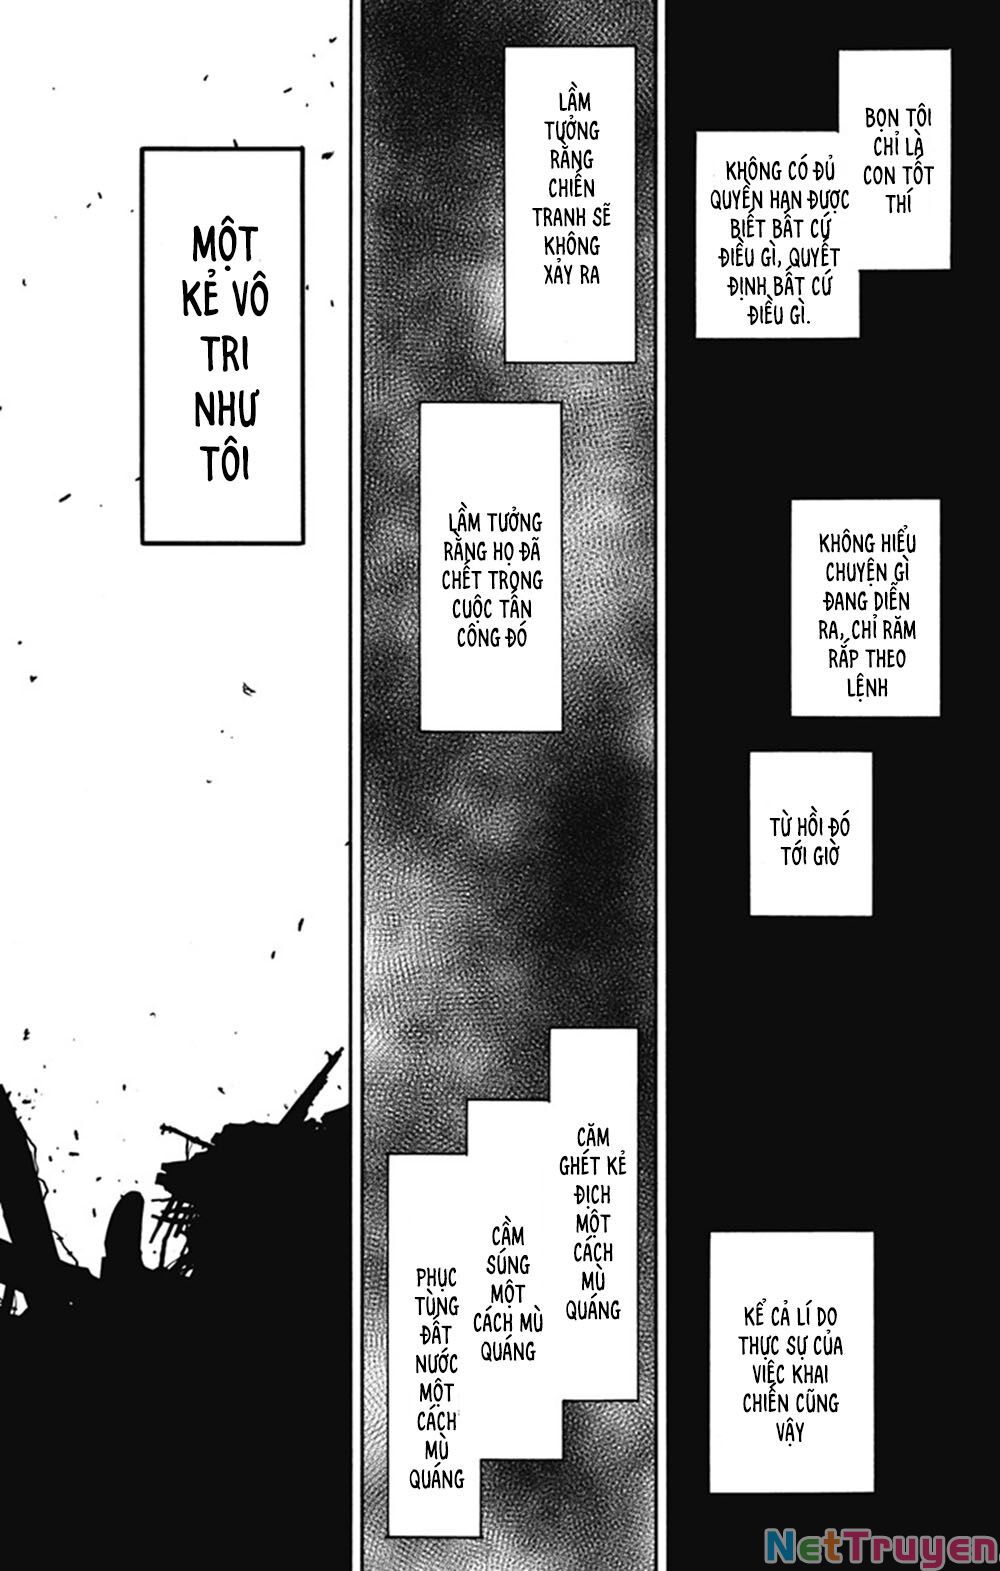 BỌN TÔI
CHỈ LÀ
CON TỐT
THÍ
KHÔNG CÓ ĐỦ
QUYỀN HẠN ĐƯỢC
BIẾT BẤT CỨ
ĐIỀU GÌ, QUYẾT
ĐỊNH BẤT CỨ
ĐIỀU GÌ.
KHÔNG HIỂU
CHUYỆN GÌ
ĐANG DIỄN
RA, CHỈ RĂM
RẮP THEO
LỆNH
TỪ HỒI ĐÓ
TỚI GIỜ
KỂ CẢ LÍ DO
THỰC SỰ CỦA
VIỆC KHAI
CHIẾN CŨNG
VẬY
LẦM
TƯỞNG
RẰNG
CHIẾN
TRANH SẼ
KHÔNG
XẢY RA
LẦM TƯỞNG
RẰNG HỌ ĐÃ
CHẾT TRONG
CUỘC TẤN
CÔNG ĐÓ
CĂM
GHÉT KẺ
ĐỊCH
MỘT
CÁCH
MÙ
QUÁNG
CẦM
SÚNG
MỘT
CÁCH MÙ
QUÁNG
PHỤC
TÙNG
ĐẤT
NƯỚC
MỘT
CÁCH
MÙ
QUÁNG
MỘT
KẺ VÔ
TRI
NHƯ
TÔI
NETTRUYEN